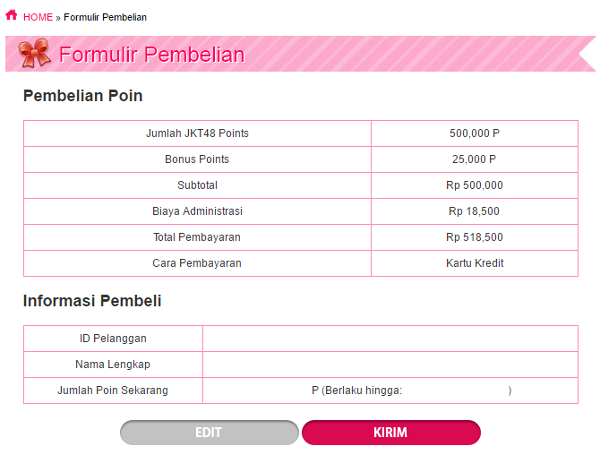 HOME » Formulir Pembelian
Formulir Pembelian
Pembelian Poin
Jumlah JKT48 Points 500,000 P
Bonus Points 25,000 P
Subtotal Rp 500,000
Biaya Administrasi Rp 18,500
Total Pembayaran Rp 518,500
Cara Pembayaran Kartu Kredit
Informasi Pembeli
ID Pelanggan
Nama Lengkap
Jumlah Poin Sekarang P (Berlaku hingga: )
EDIT KIRIM